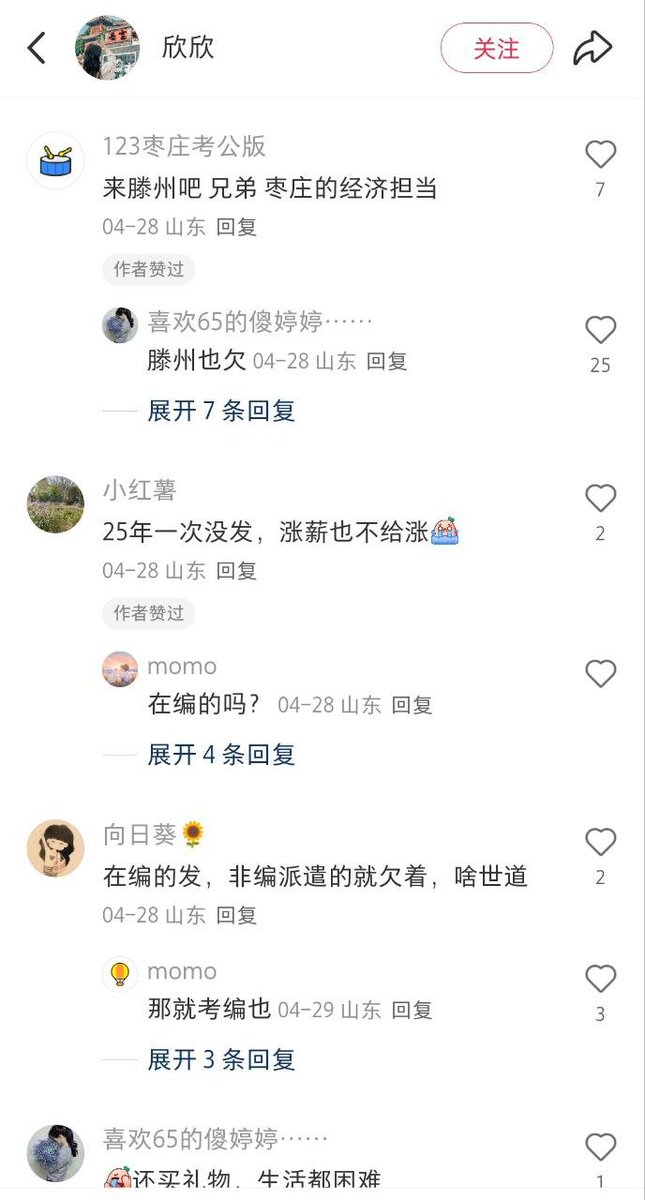 欣欣
关注
123枣庄考公版
来滕州吧 兄弟 枣庄的经济担当
7
04-28 山东 回复
作者赞过
喜欢65的傻婷婷……
滕州也欠 04-28 山东 回复
25
展开 7 条回复
小红薯
25年一次没发，涨薪也不给涨
2
04-28 山东 回复
作者赞过
momo
在编的吗？ 04-28 山东 回复
展开 4 条回复
向日葵🌻
在编的发，非编派遣的就欠着，啥世道
2
04-28 山东 回复
momo
那就考编也 04-29 山东 回复
3
展开 3 条回复
喜欢65的傻婷婷……
还买礼物，生活都困难
1